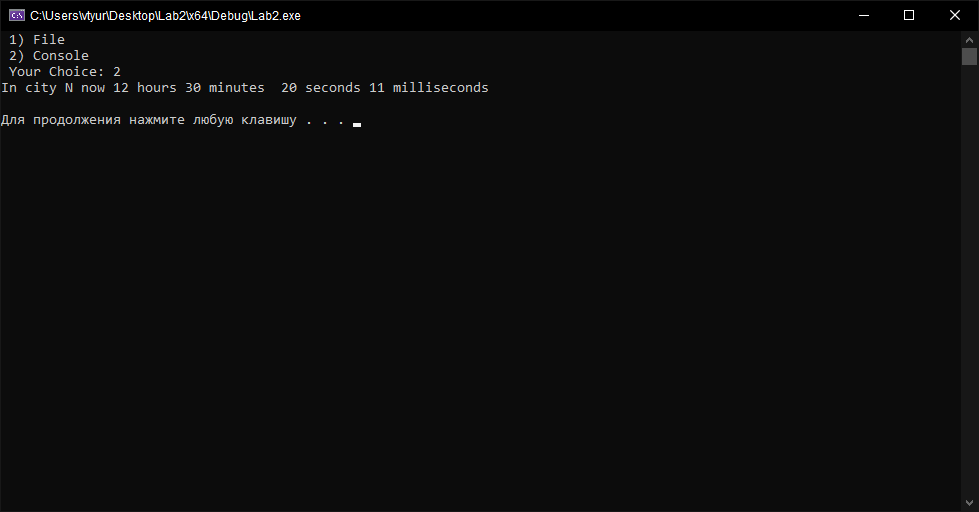 C:\Users\vtyur\Desktop\Lab2\x64\Debug\Lab2.exe
1) File
2) Console
Your Choice: 2
In city N now 12 hours 30 minutes  20 seconds 11 milliseconds
Для продолжения нажмите любую клавишу . . .